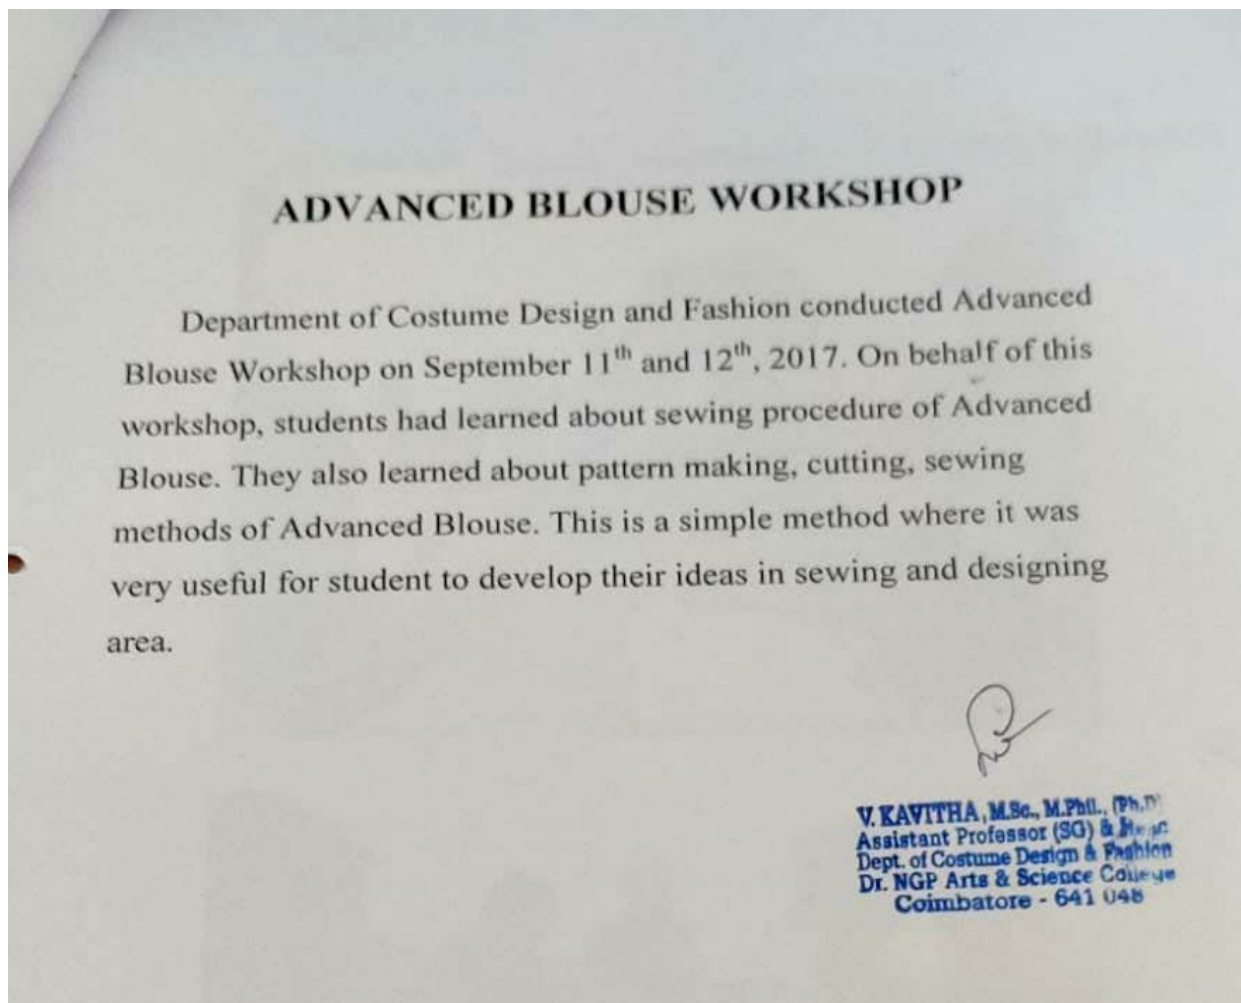 ADVANCED BLOUSE WORKSHOP
Department of Costume Design and Fashion conducted Advanced
Blouse Workshop on September 11th and 12th, 2017. On behalf of this
workshop, students had learned about sewing procedure of Advanced
Blouse. They also learned about pattern making, cutting, sewing
methods of Advanced Blouse. This is a simple method where it was
very useful for student to develop their ideas in sewing and designing
area.
V. KAVITHA, M.Sc., M.Phil., (Ph.D)
Assistant Professor (SG) &
Dept. of Costume Design & Fashion
Dr. NGP Arts & Science College
Coimbatore - 641 048